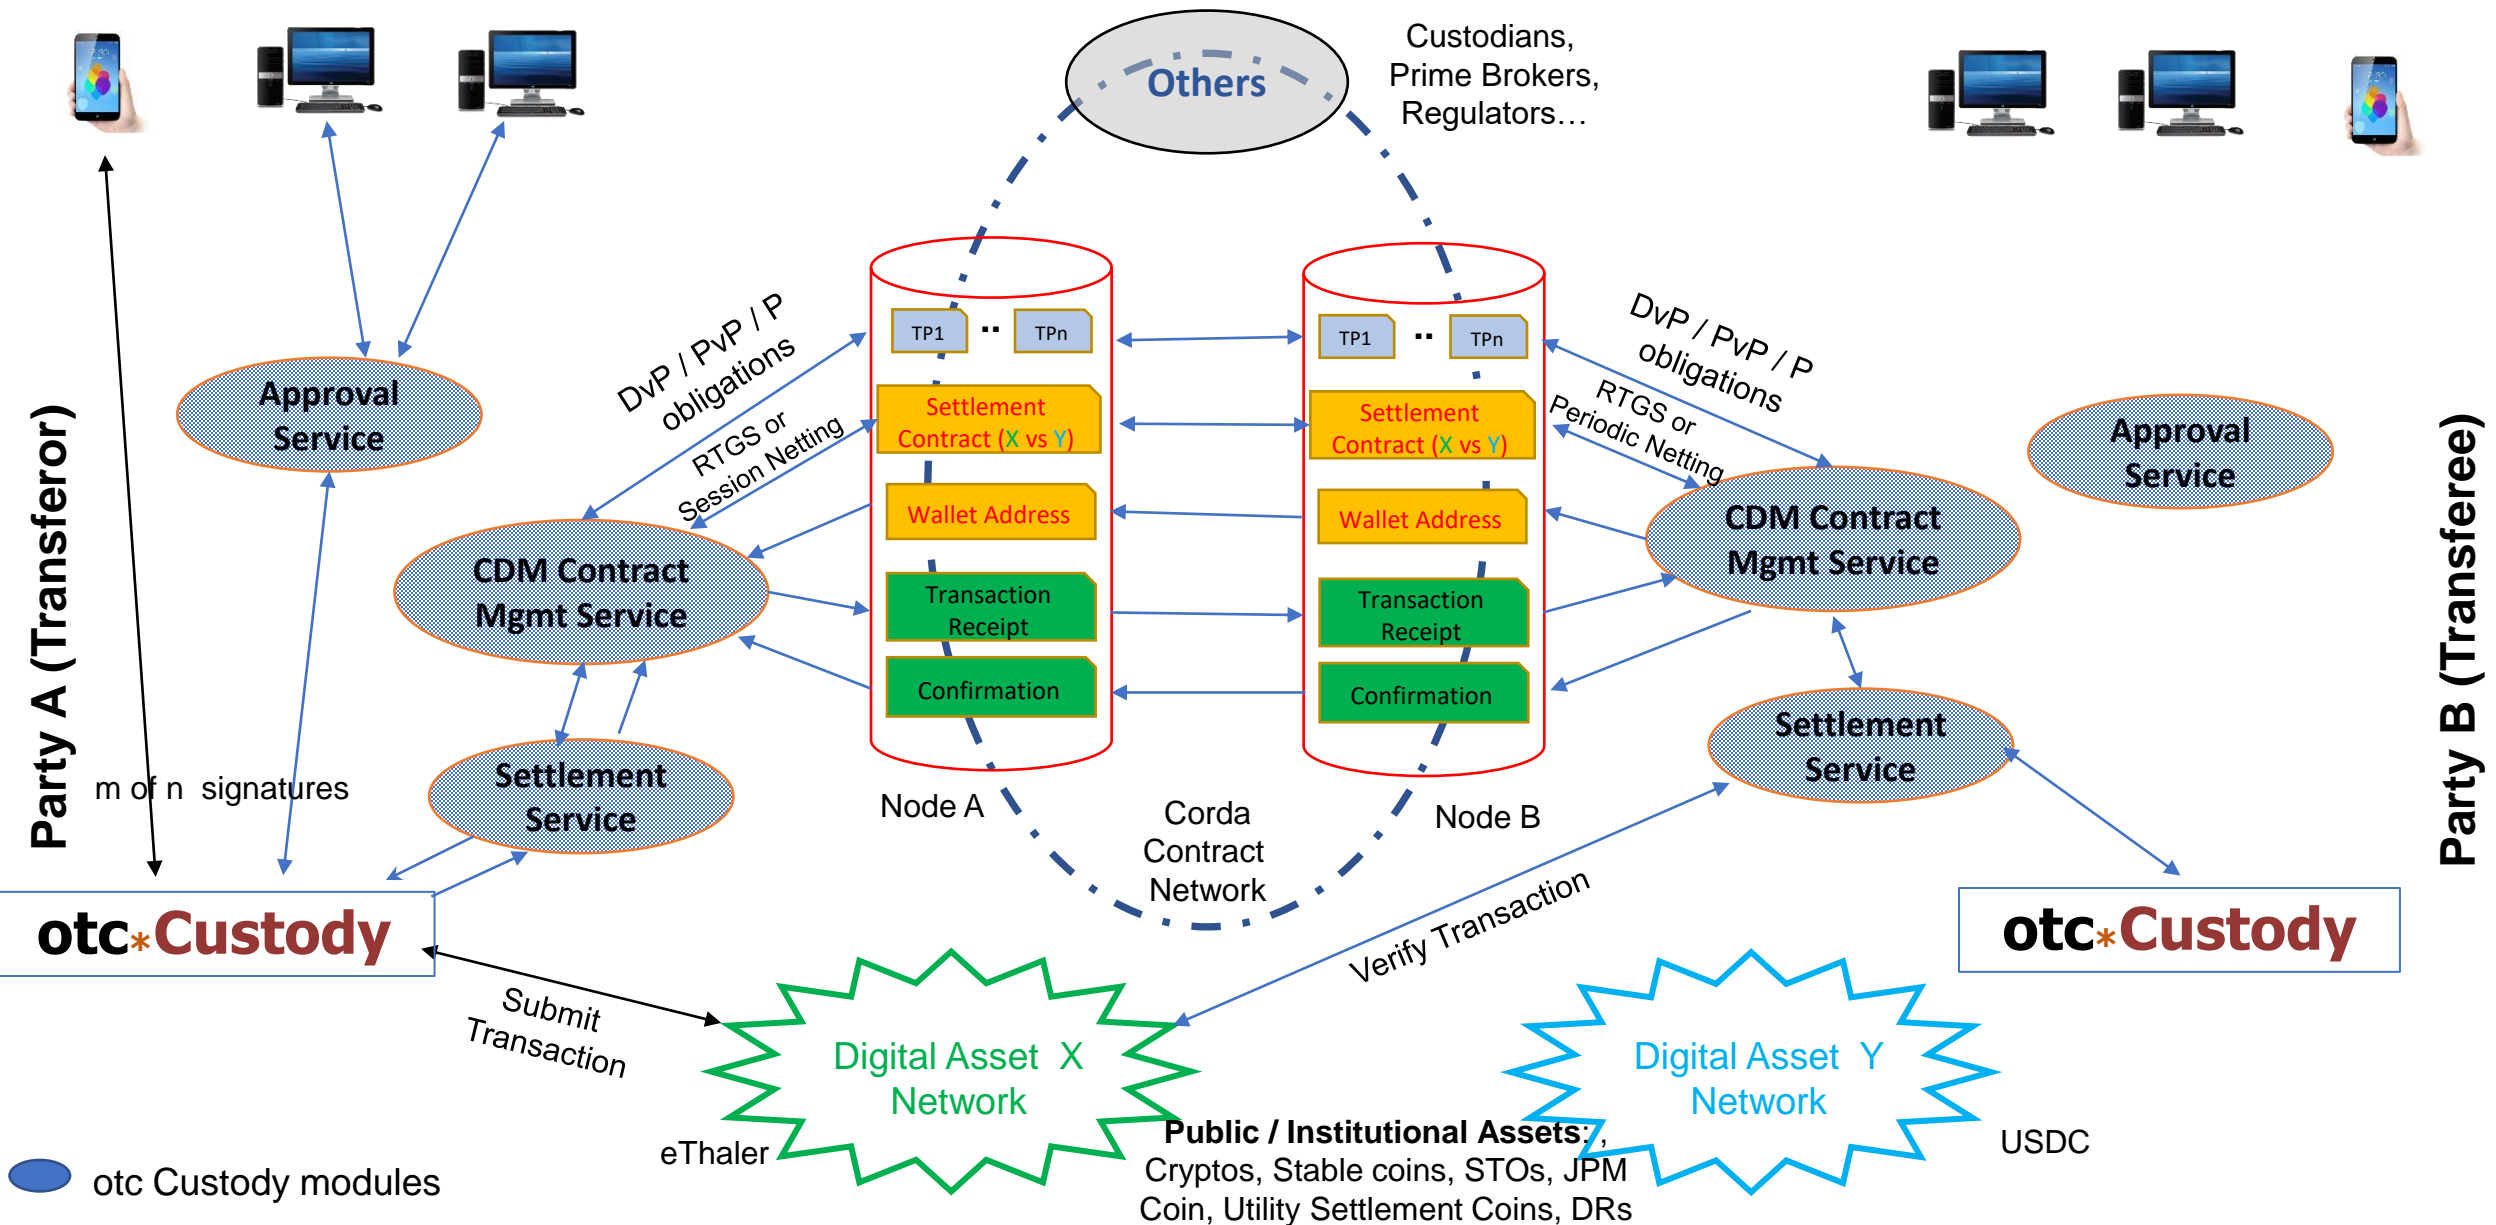 Custodians,
Prime Brokers,
Regulators…
Others
Party A (Transferor)
Approval
Service
DvP / PvP / P
obligations
RTGS or
Session Netting
CDM Contract
Mgmt Service
Settlement
Service
m of n signatures
otc*Custody
Submit
Transaction
TP1
..
TPn
Settlement
Contract (X vs Y)
Wallet Address
Transaction
Receipt
Confirmation
Node A
Corda
Contract
Network
TP1
..
TPn
Settlement
Contract (X vs Y)
Wallet Address
Transaction
Receipt
Confirmation
Node B
DvP / PvP / P
obligations
RTGS or
Periodic Netting
CDM Contract
Mgmt Service
Approval
Service
Settlement
Service
Party B (Transferee)
Verify Transaction
otc*Custody
Digital Asset X
Network
eThaler
Digital Asset Y
Network
USDC
Public / Institutional Assets: ,
Cryptos, Stable coins, STOs, JPM
Coin, Utility Settlement Coins, DRs
otc Custody modules